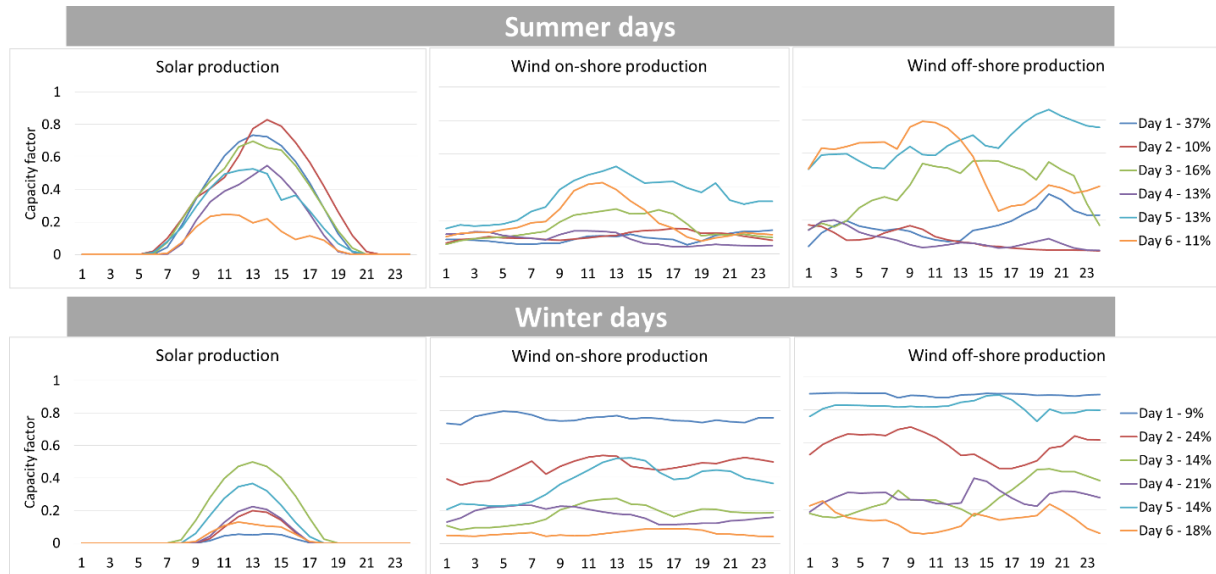 Summer days
Solar production
Wind on-shore production
Wind off-shore production
Capacity factor
1
0.8
0.6
0.4
0.2
0
1 3 5 7 9 11 13 15 17 19 21 23
1 3 5 7 9 11 13 15 17 19 21 23
1 3 5 7 9 11 13 15 17 19 21 23
Day 1 - 37%
Day 2 - 10%
Day 3 - 16%
Day 4 - 13%
Day 5 - 13%
Day 6 - 11%
Winter days
Solar production
Wind on-shore production
Wind off-shore production
Capacity factor
1
0.8
0.6
0.4
0.2
0
1 3 5 7 9 11 13 15 17 19 21 23
1 3 5 7 9 11 13 15 17 19 21 23
1 3 5 7 9 11 13 15 17 19 21 23
Day 1 - 9%
Day 2 - 24%
Day 3 - 14%
Day 4 - 21%
Day 5 - 14%
Day 6 - 18%